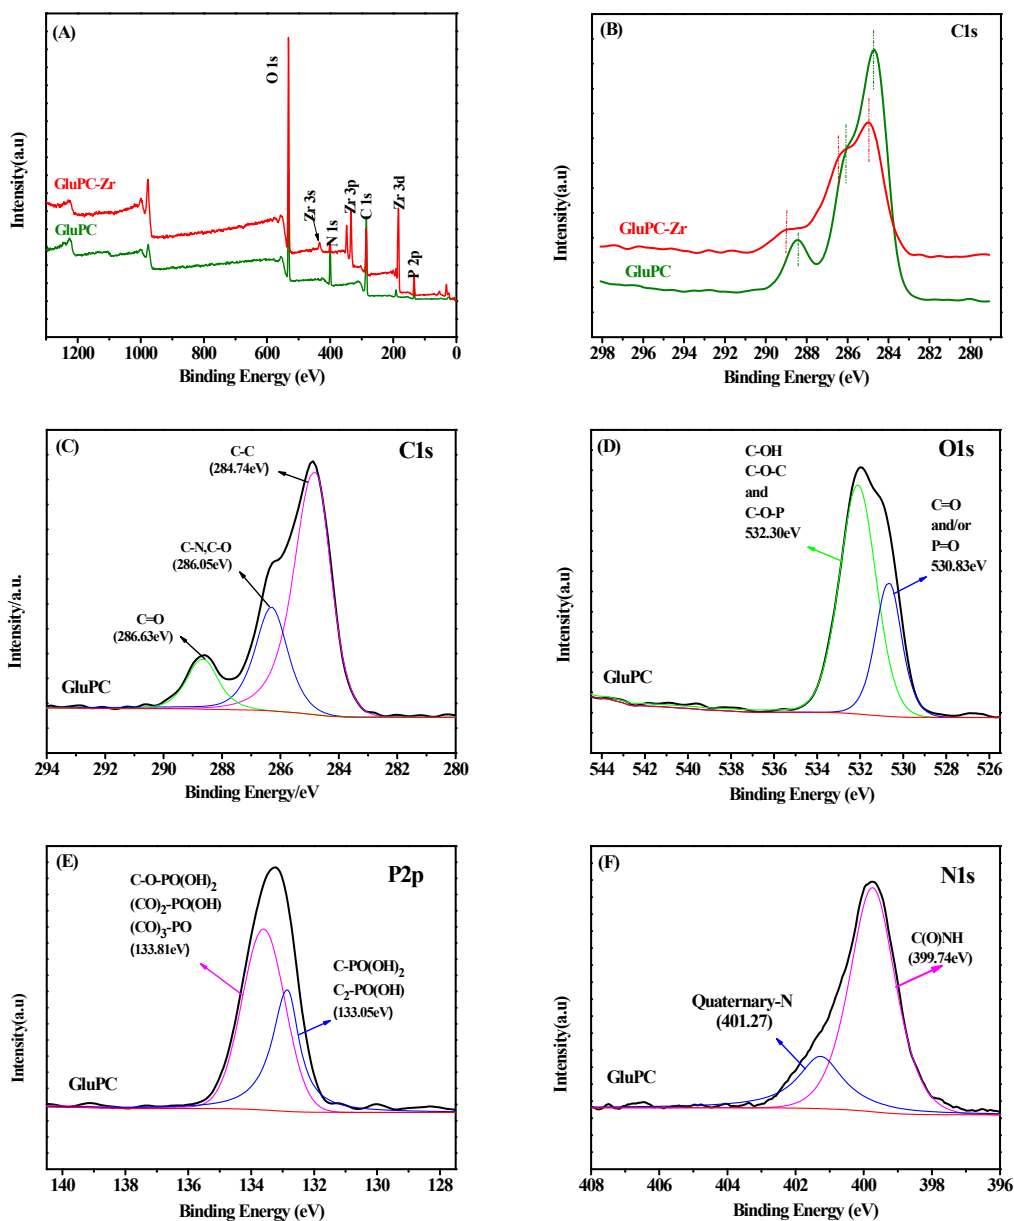 (A)
O 1s
GluPC-Zr
GluPC
Zr 3s
N 1s
Zr 3p
C 1s
Zr 3d
P 2p
Intensity(a.u)
1200 1000 800 600 400 200 0
Binding Energy (eV)
(B)
C1s
GluPC-Zr
GluPC
Intensity(a.u)
298 296 294 292 290 288 286 284 282 280
Binding Energy (eV)
(C)
C1s
C-C
(284.74eV)
C-N,C-O
(286.05eV)
C=O
(286.63eV)
GluPC
Intensity/a.u.
294 292 290 288 286 284 282 280
Binding Energy/eV
(D)
O1s
C-OH
C-O-C
and
C-O-P
532.30eV
C=O
and/or
P=O
530.83eV
GluPC
Intensity(a.u)
544 542 540 538 536 534 532 530 528 526
Binding Energy (eV)
(E)
P2p
C-O-PO(OH)2
(CO)2-PO(OH)
(CO)3-PO
(133.81eV)
C-PO(OH)2
C2-PO(OH)
(133.05eV)
GluPC
Intensity(a.u)
140 138 136 134 132 130 128
Binding Energy (eV)
(F)
N1s
C(O)NH
(399.74eV)
Quaternary-N
(401.27)
GluPC
Intensity(a.u)
408 406 404 402 400 398 396
Binding Energy (eV)